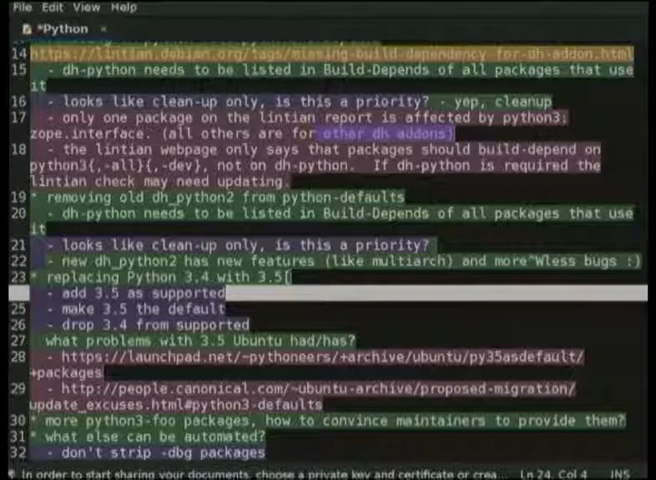 File Edit View Help
*Python ×
14 https://lintian.debian.org/tags/missing-build-dependency-for-dh-addon.html
15 - dh-python needs to be listed in Build-Depends of all packages that use
it
16 - looks like clean-up only, is this a priority? - yep, cleanup
17 - only one package on the lintian report is affected by python3:
zope.interface. (all others are for other dh addons)
18 - the lintian webpage only says that packages should build-depend on
python3{,-all}{,-dev}, not on dh-python.  If dh-python is required the
lintian check may need updating.
19 * removing old dh_python2 from python-defaults
20 - dh-python needs to be listed in Build-Depends of all packages that use
it
21 - looks like clean-up only, is this a priority?
22 - new dh_python2 has new features (like multiarch) and more^Wless bugs :)
23 * replacing Python 3.4 with 3.5[
- add 3.5 as supported
25 - make 3.5 the default
26 - drop 3.4 from supported
27 what problems with 3.5 Ubuntu had/has?
28 - https://launchpad.net/~pythoneers/+archive/ubuntu/py35asdefault/
+packages
29 - http://people.canonical.com/~ubuntu-archive/proposed-migration/
update_excuses.html#python3-defaults
30 * more python3-foo packages, how to convince maintainers to provide them?
31 * what else can be automated?
32 - don't strip -dbg packages
In order to start sharing your documents, choose a private key and certificate or crea... Ln 24, Col 4 INS